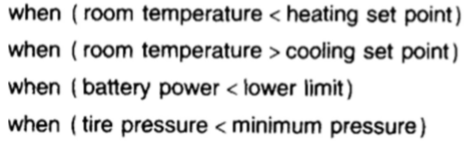 when ( room temperature < heating set point)
when ( room temperature > cooling set point)
when ( battery power < lower limit)
when ( tire pressure < minimum pressure)